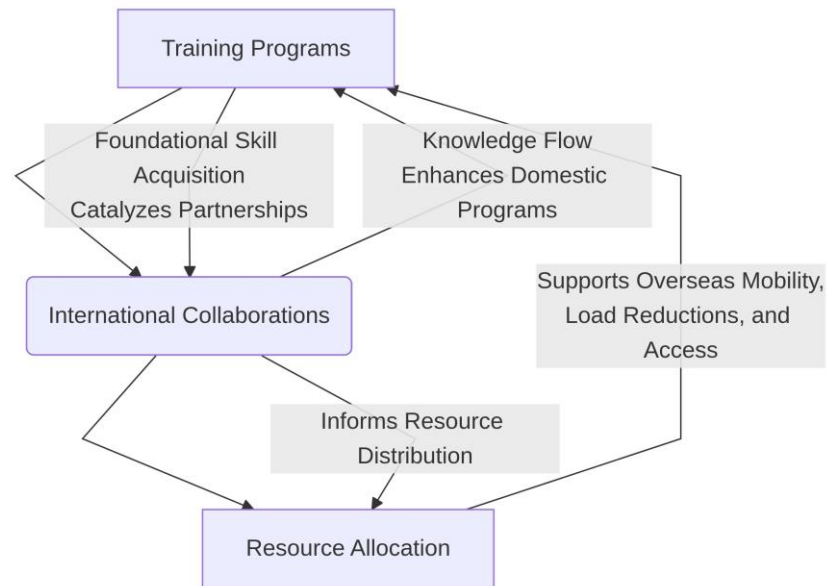 Training Programs
Foundational Skill
Acquisition
Catalyzes Partnerships
Knowledge Flow
Enhances Domestic
Programs
International Collaborations
Supports Overseas Mobility,
Load Reductions, and
Access
Informs Resource
Distribution
Resource Allocation